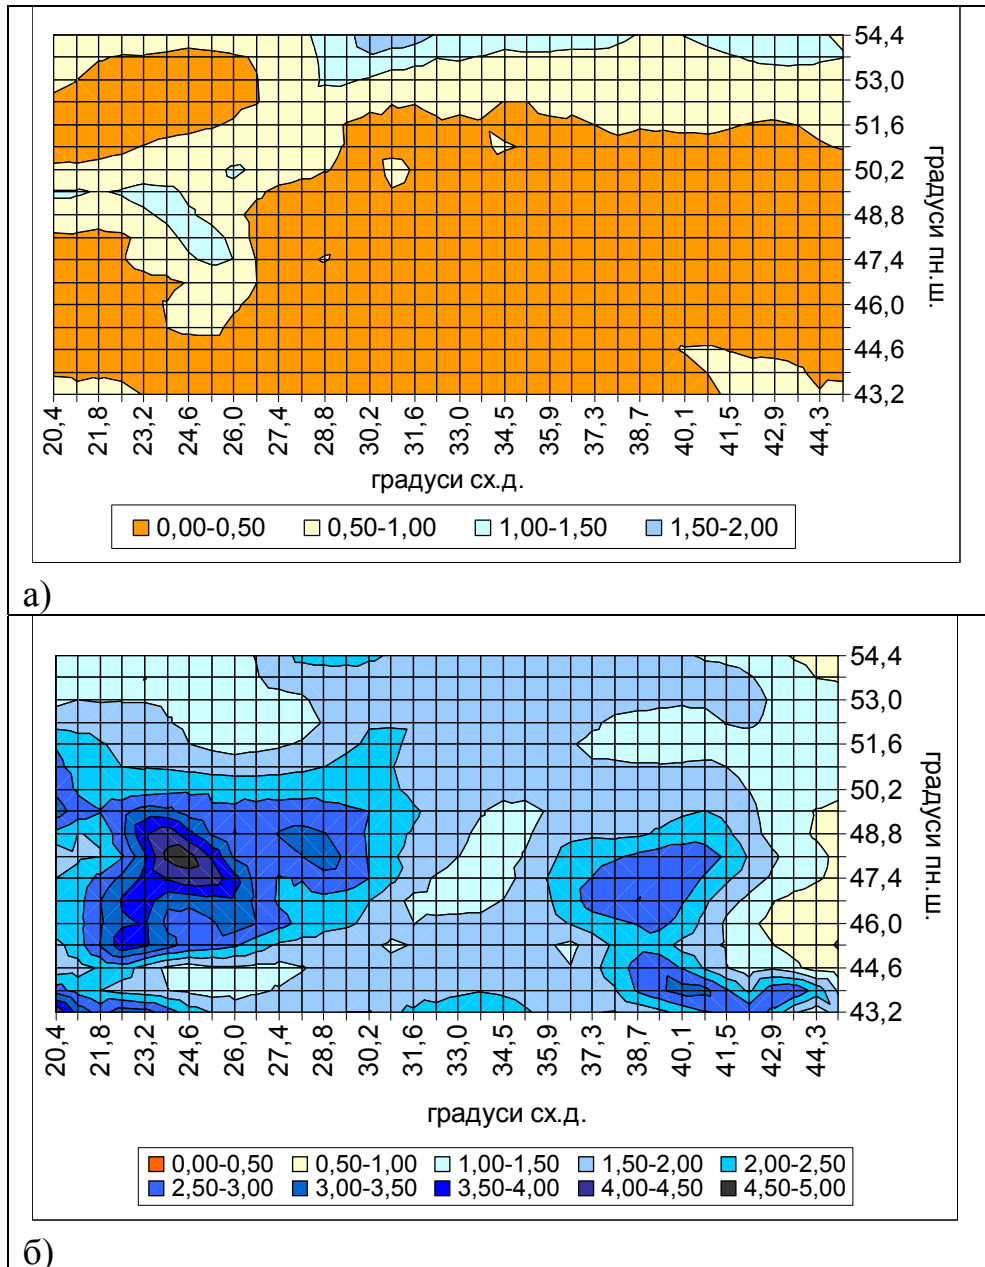 54,4
53,0
51,6
50,2
48,8
47,4
46,0
44,6
43,2
градуси пн.ш.
20,4 21,8 23,2 24,6 26,0 27,4 28,8 30,2 31,6 33,0 34,5 35,9 37,3 38,7 40,1 41,5 42,9 44,3
градуси сх.д.
0,00-0,50 0,50-1,00 1,00-1,50 1,50-2,00
а)
54,4
53,0
51,6
50,2
48,8
47,4
46,0
44,6
43,2
градуси пн.ш.
20,4 21,8 23,2 24,6 26,0 27,4 28,8 30,2 31,6 33,0 34,5 35,9 37,3 38,7 40,1 41,5 42,9 44,3
градуси сх.д.
0,00-0,50 0,50-1,00 1,00-1,50 1,50-2,00 2,00-2,50
2,50-3,00 3,00-3,50 3,50-4,00 4,00-4,50 4,50-5,00
б)